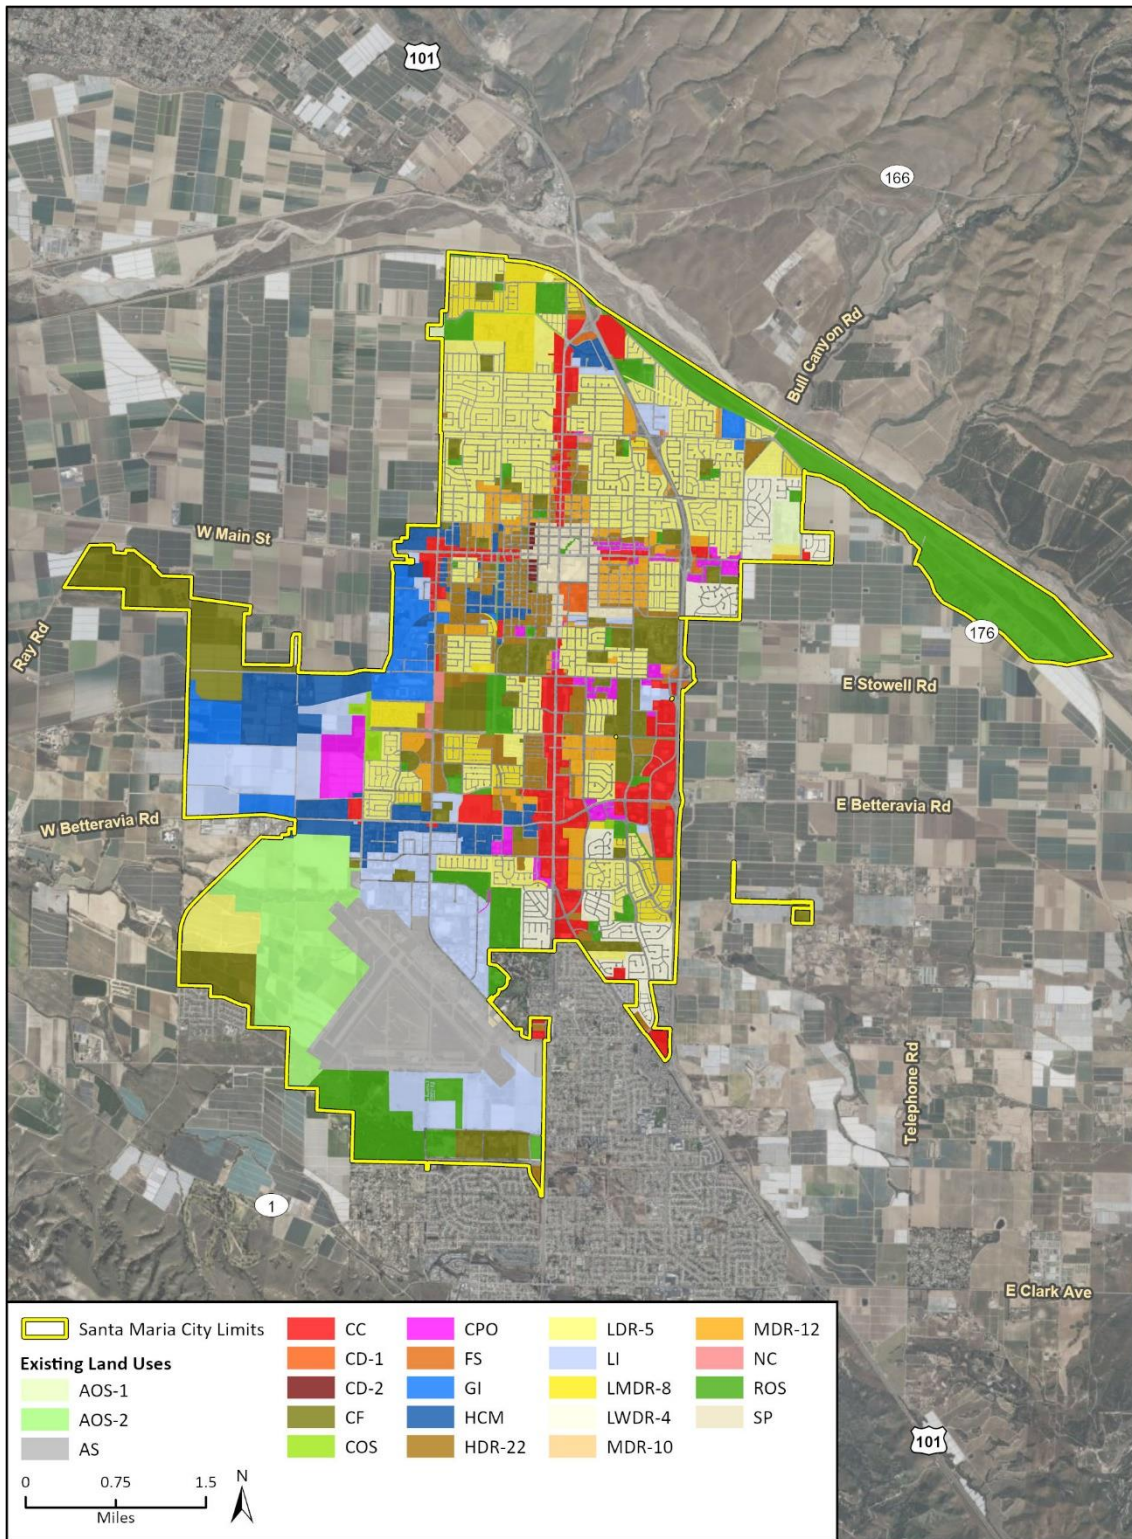 101
166
Bull Canyon Rd
W Main St
176
Ray Rd
E Stowell Rd
W Betteravia Rd
E Betteravia Rd
Telephone Rd
1
E Clark Ave
101
Santa Maria City Limits
Existing Land Uses
AOS-1
AOS-2
AS
CC
CD-1
CD-2
CF
COS
CPO
FS
GI
HCM
HDR-22
LDR-5
LI
LMDR-8
LWDR-4
MDR-10
MDR-12
NC
ROS
SP
0 0.75 1.5
Miles
N